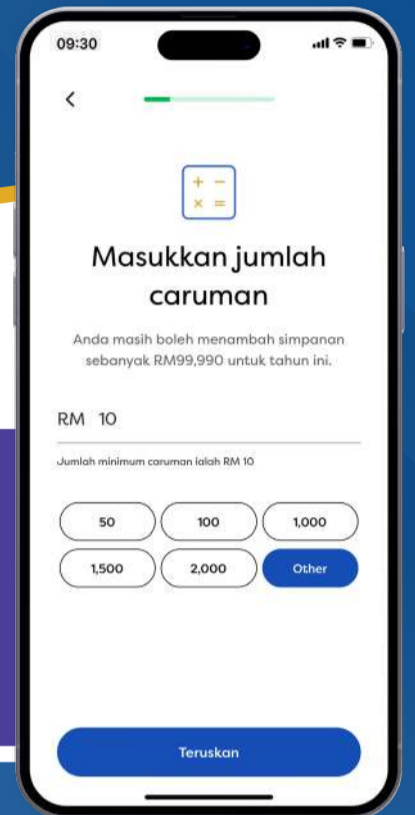 09:30
Masukkan jumlah
caruman
Anda masih boleh menambah simpanan
sebanyak RM99,990 untuk tahun ini.
RM 10
Jumlah minimum caruman ialah RM 10
50 100 1,000
1,500 2,000 Other
Teruskan